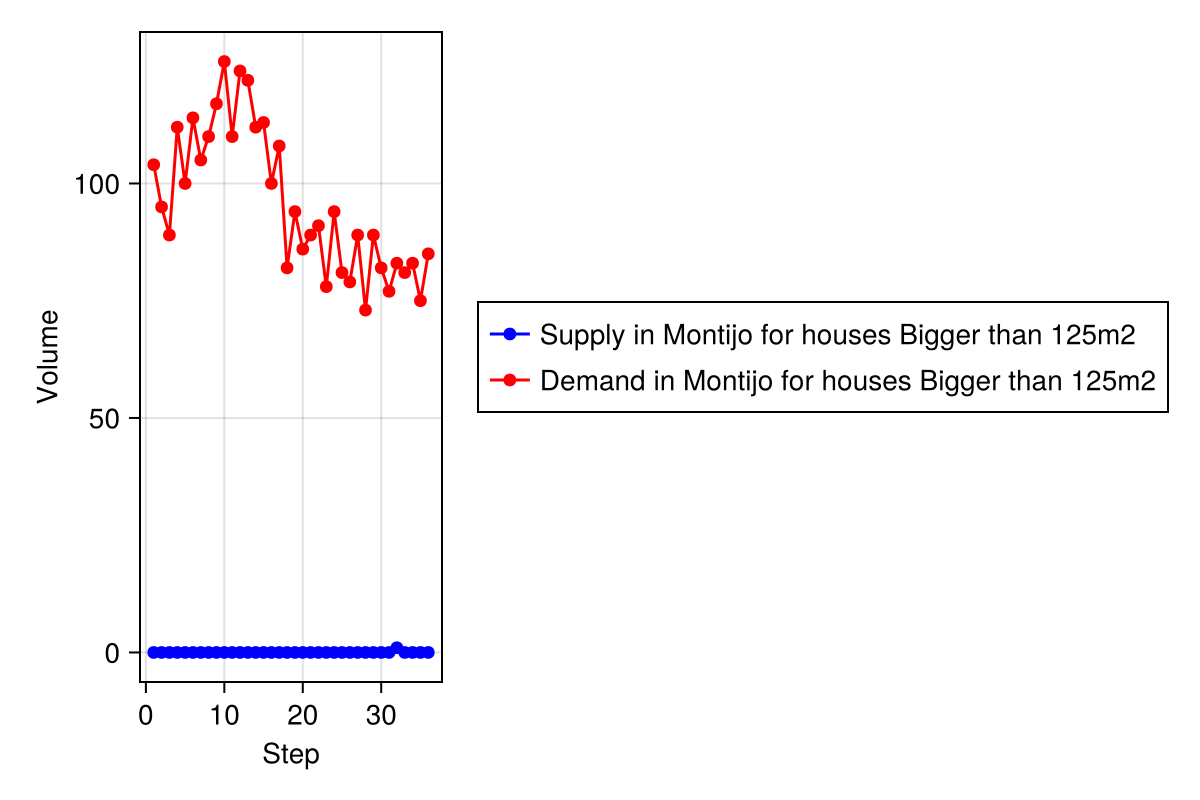 Volume
100
50
0
0 10 20 30
Step
Supply in Montijo for houses Bigger than 125m2
Demand in Montijo for houses Bigger than 125m2